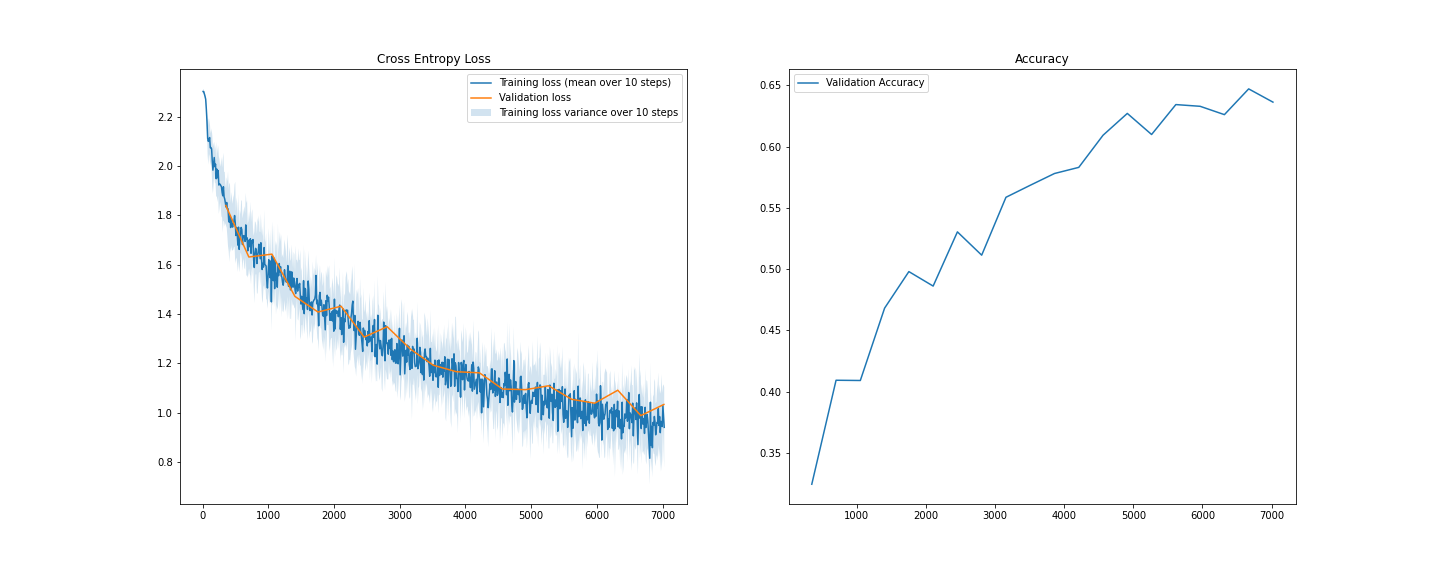 Cross Entropy Loss
Training loss (mean over 10 steps)
Validation loss
Training loss variance over 10 steps
2.2
2.0
1.8
1.6
1.4
1.2
1.0
0.8
0 1000 2000 3000 4000 5000 6000 7000
Accuracy
Validation Accuracy
0.65
0.60
0.55
0.50
0.45
0.40
0.35
1000 2000 3000 4000 5000 6000 7000